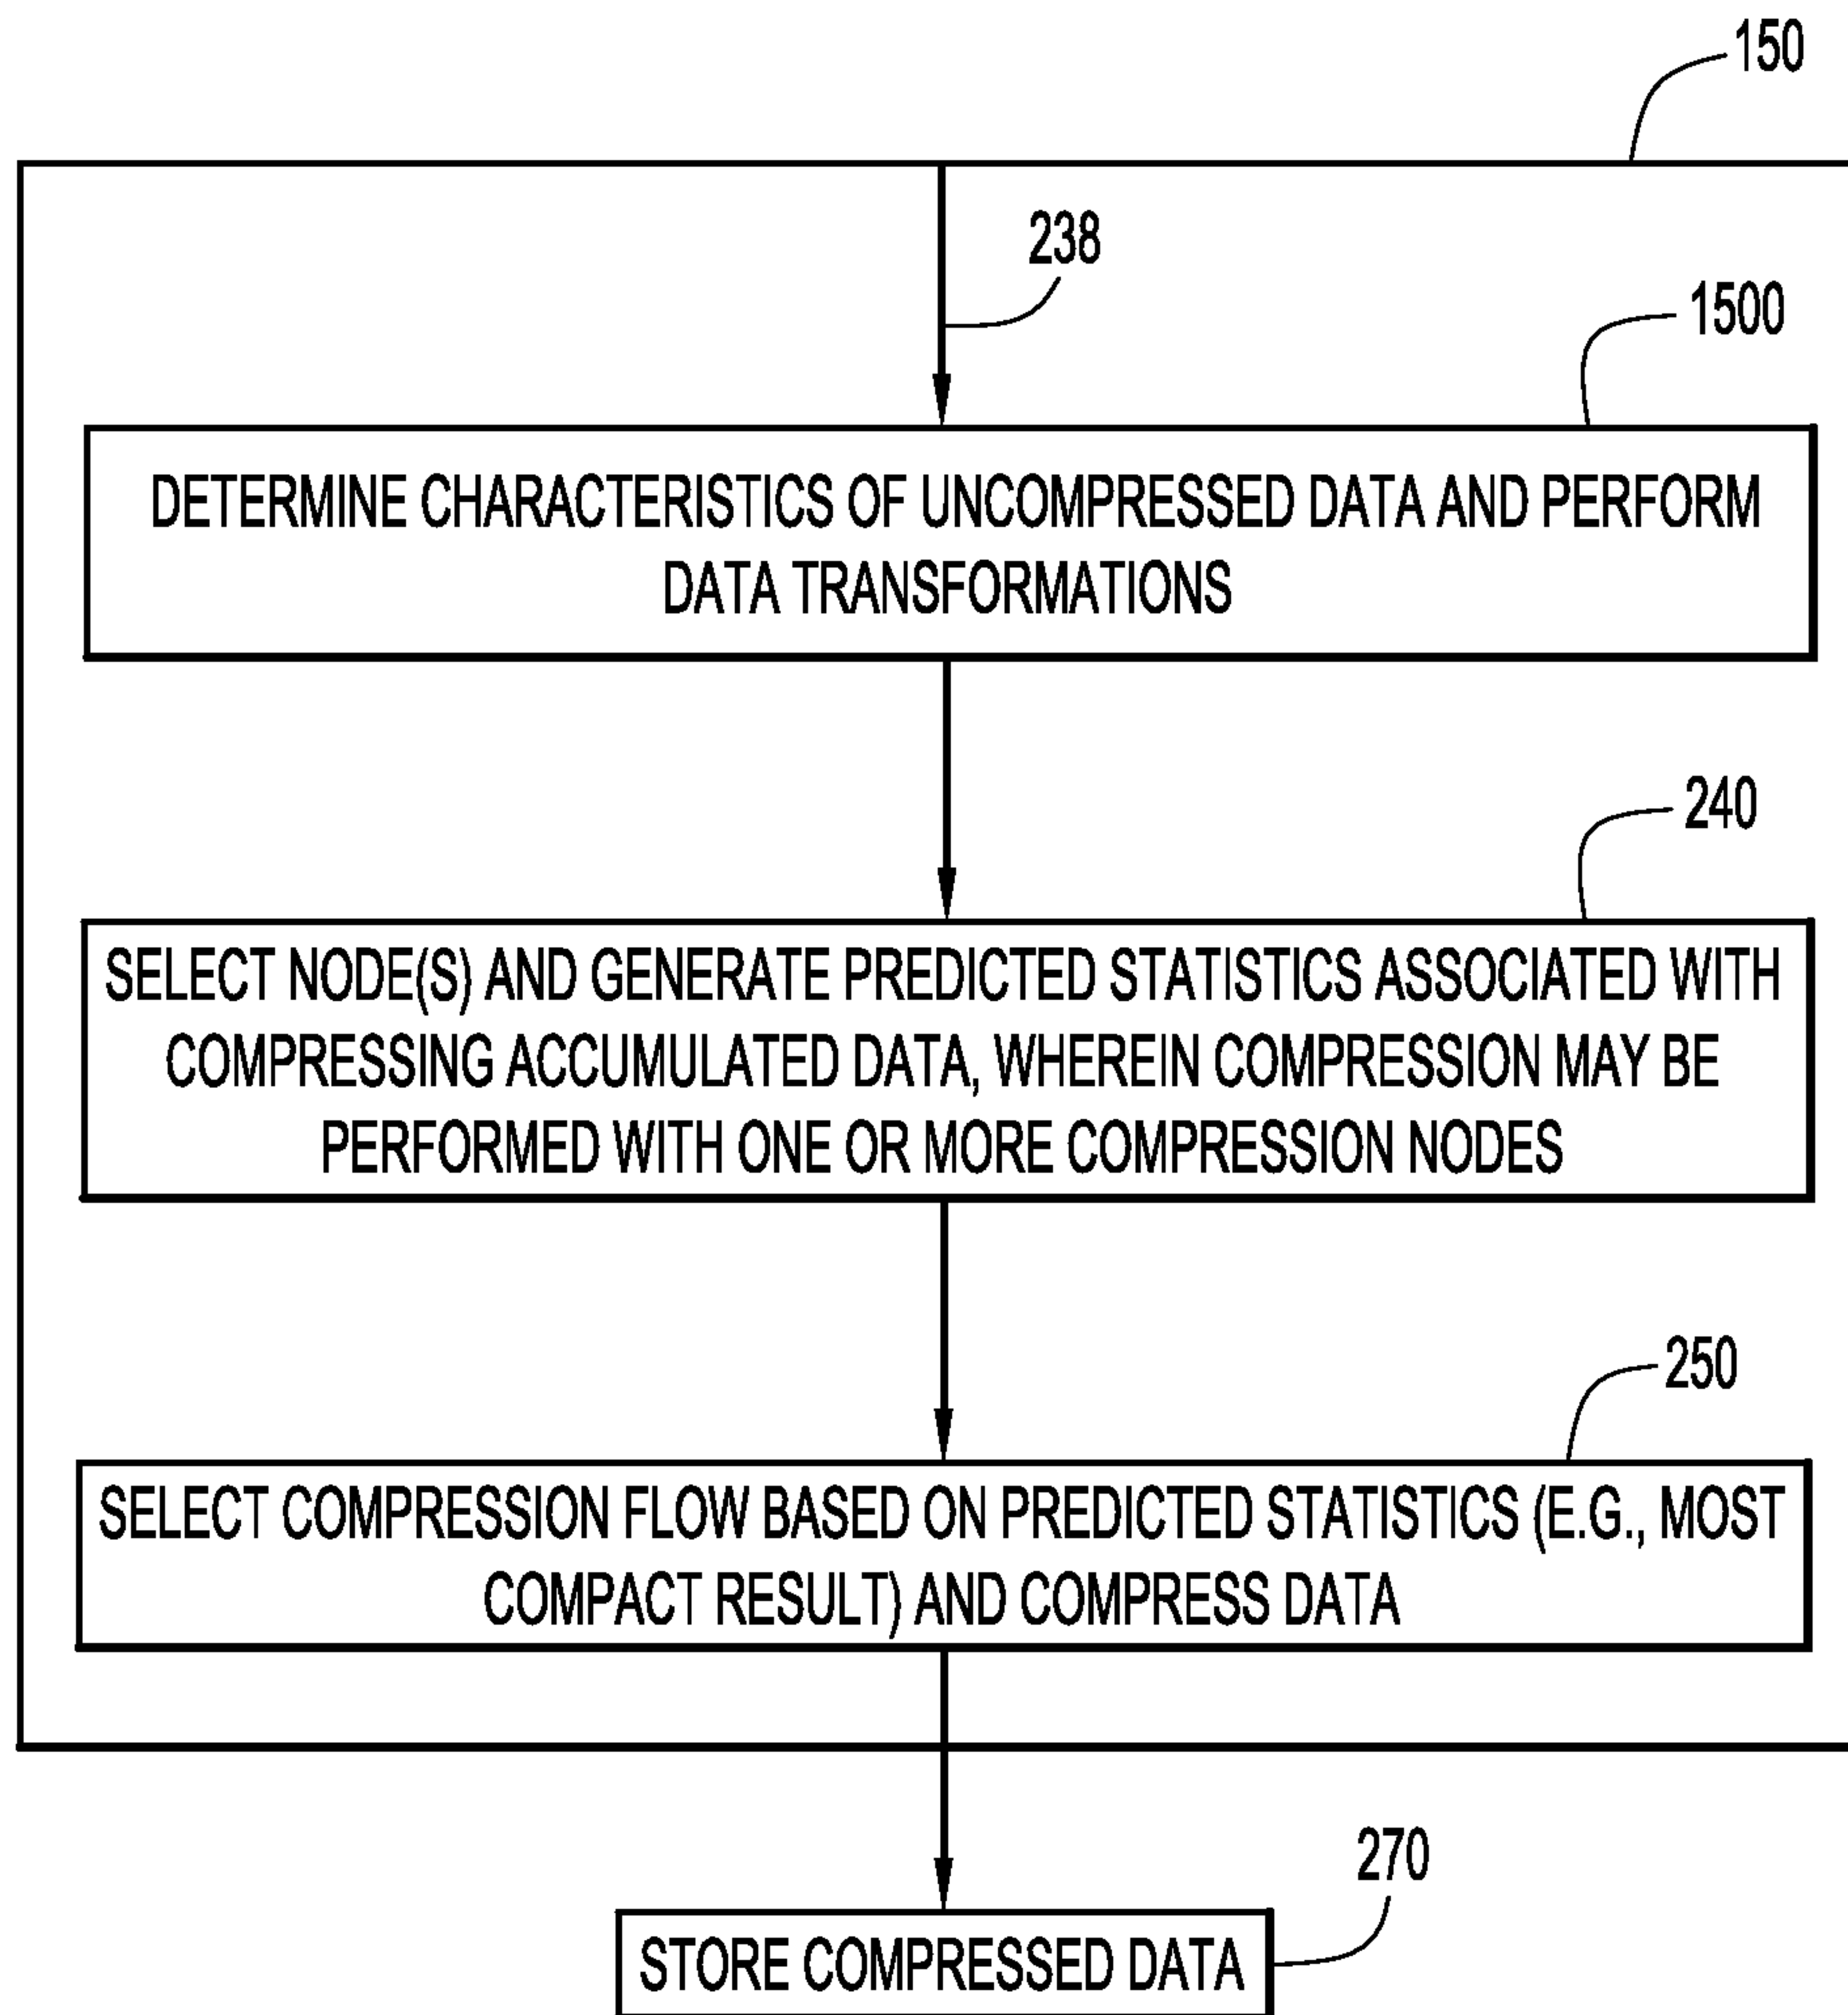 150
238
1500
DETERMINE CHARACTERISTICS OF UNCOMPRESSED DATA AND PERFORM
DATA TRANSFORMATIONS
240
SELECT NODE(S) AND GENERATE PREDICTED STATISTICS ASSOCIATED WITH
COMPRESSING ACCUMULATED DATA, WHEREIN COMPRESSION MAY BE
PERFORMED WITH ONE OR MORE COMPRESSION NODES
250
SELECT COMPRESSION FLOW BASED ON PREDICTED STATISTICS (E.G., MOST
COMPACT RESULT) AND COMPRESS DATA
270
STORE COMPRESSED DATA